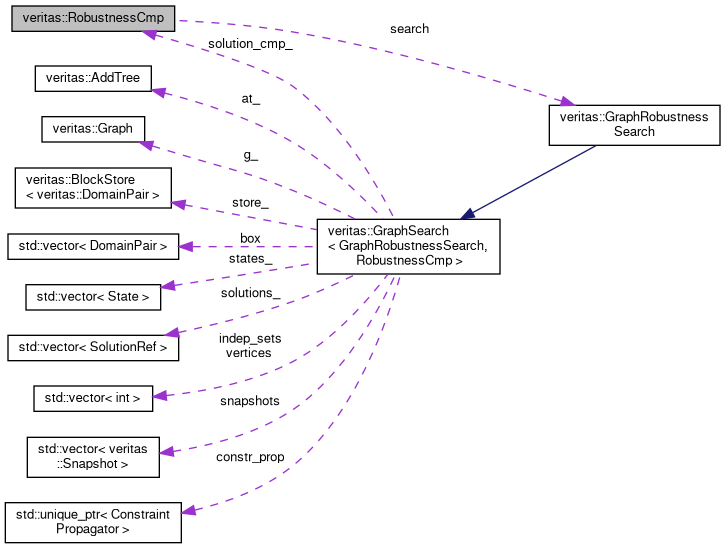 veritas::RobustnessCmp
search
solution_cmp_
veritas::AddTree
at_
veritas::GraphRobustness
Search
veritas::Graph
g_
veritas::BlockStore
< veritas::DomainPair >
store_
veritas::GraphSearch
< GraphRobustnessSearch,
RobustnessCmp >
std::vector< DomainPair >
box
states_
std::vector< State >
solutions_
std::vector< SolutionRef >
indep_sets
vertices
std::vector< int >
snapshots
std::vector< veritas
::Snapshot >
constr_prop
std::unique_ptr< Constraint
Propagator >